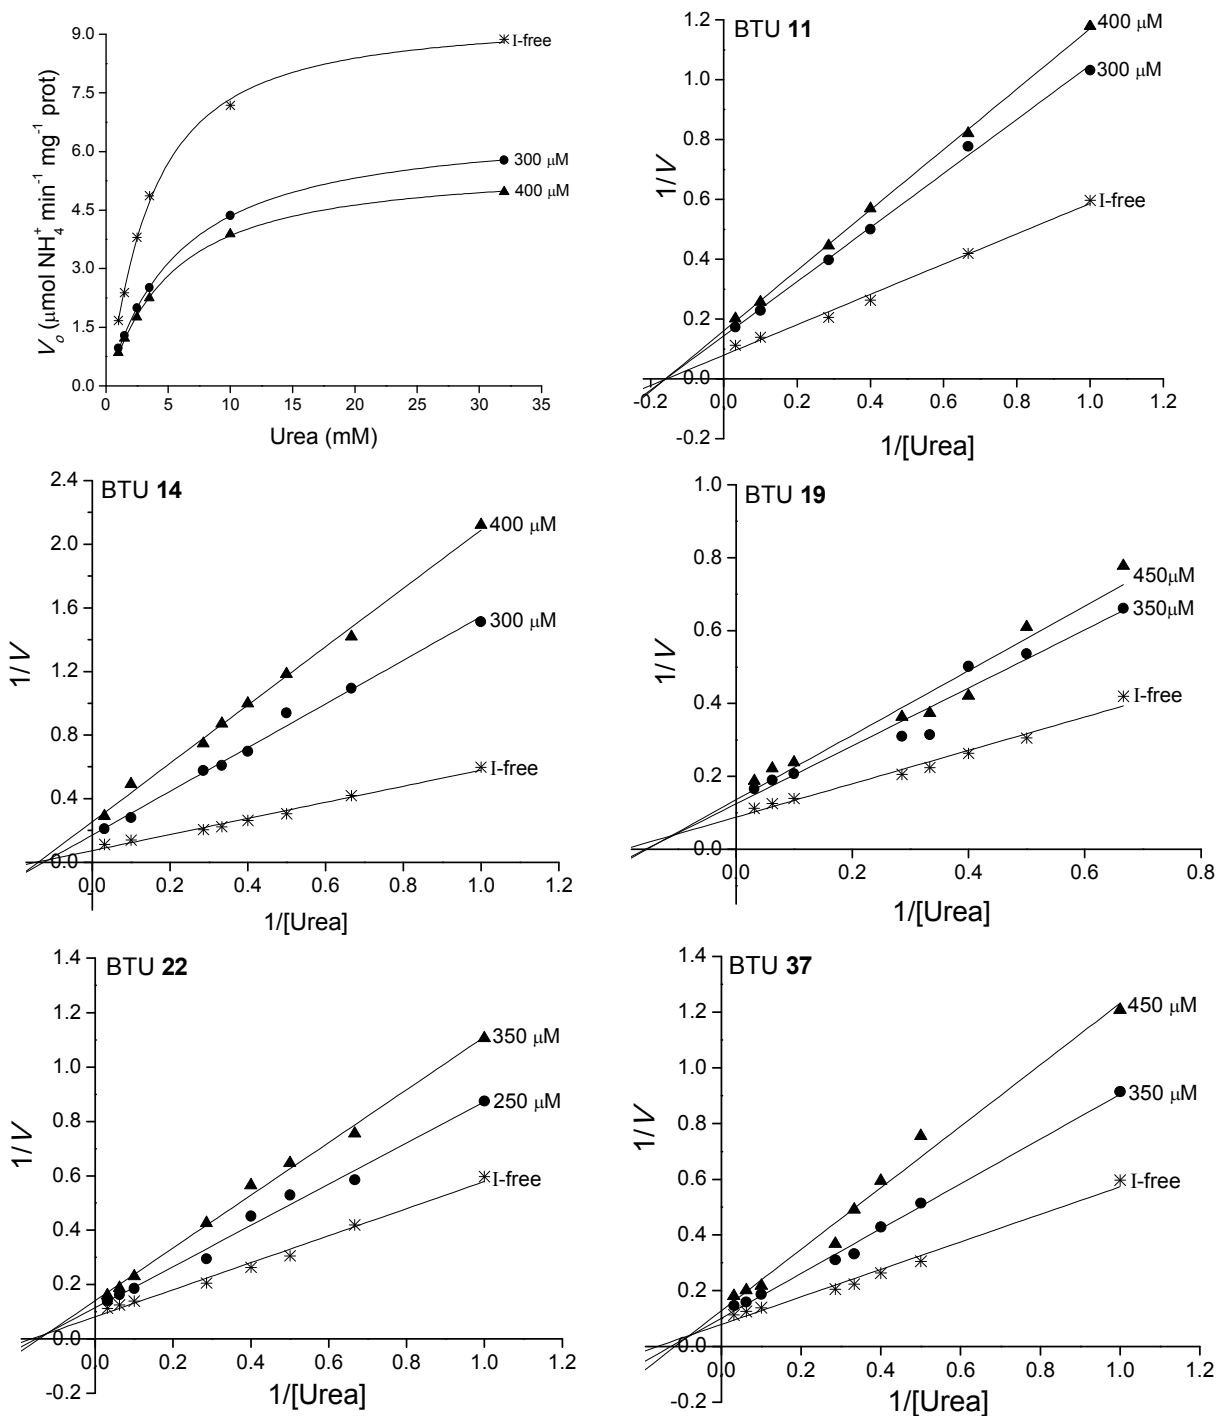 9.0
7.5
6.0
4.5
3.0
1.5
0.0
V_o (μmol NH₄⁺ min⁻¹ mg⁻¹ prot)
I-free
300 μM
400 μM
0 5 10 15 20 25 30 35
Urea (mM)
BTU 11
1.2
1.0
0.8
0.6
0.4
0.2
0.0
-0.2
1/V
400 μM
300 μM
I-free
-0.2 0.0 0.2 0.4 0.6 0.8 1.0 1.2
1/[Urea]
BTU 14
2.4
2.0
1.6
1.2
0.8
0.4
0.0
1/V
400 μM
300 μM
I-free
0.0 0.2 0.4 0.6 0.8 1.0 1.2
1/[Urea]
BTU 19
1.0
0.8
0.6
0.4
0.2
0.0
1/V
450μM
350μM
I-free
0.0 0.2 0.4 0.6 0.8
1/[Urea]
BTU 22
1.4
1.2
1.0
0.8
0.6
0.4
0.2
0.0
-0.2
1/V
350 μM
250 μM
I-free
0.0 0.2 0.4 0.6 0.8 1.0 1.2
1/[Urea]
BTU 37
1.4
1.2
1.0
0.8
0.6
0.4
0.2
0.0
-0.2
1/V
450 μM
350 μM
I-free
0.0 0.2 0.4 0.6 0.8 1.0 1.2
1/[Urea]